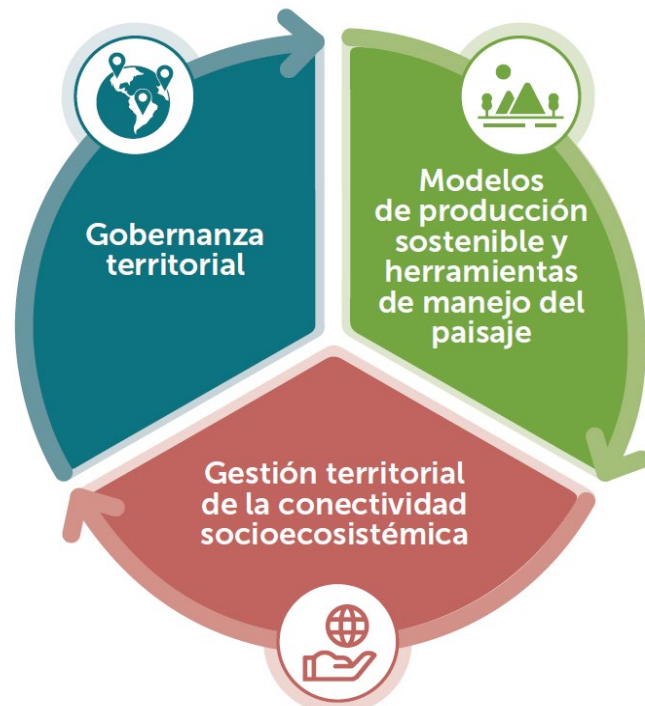 Gobernanza
territorial
Modelos
de producción
sostenible y
herramientas
de manejo del
paisaje
Gestión territorial
de la conectividad
socioecosistémica